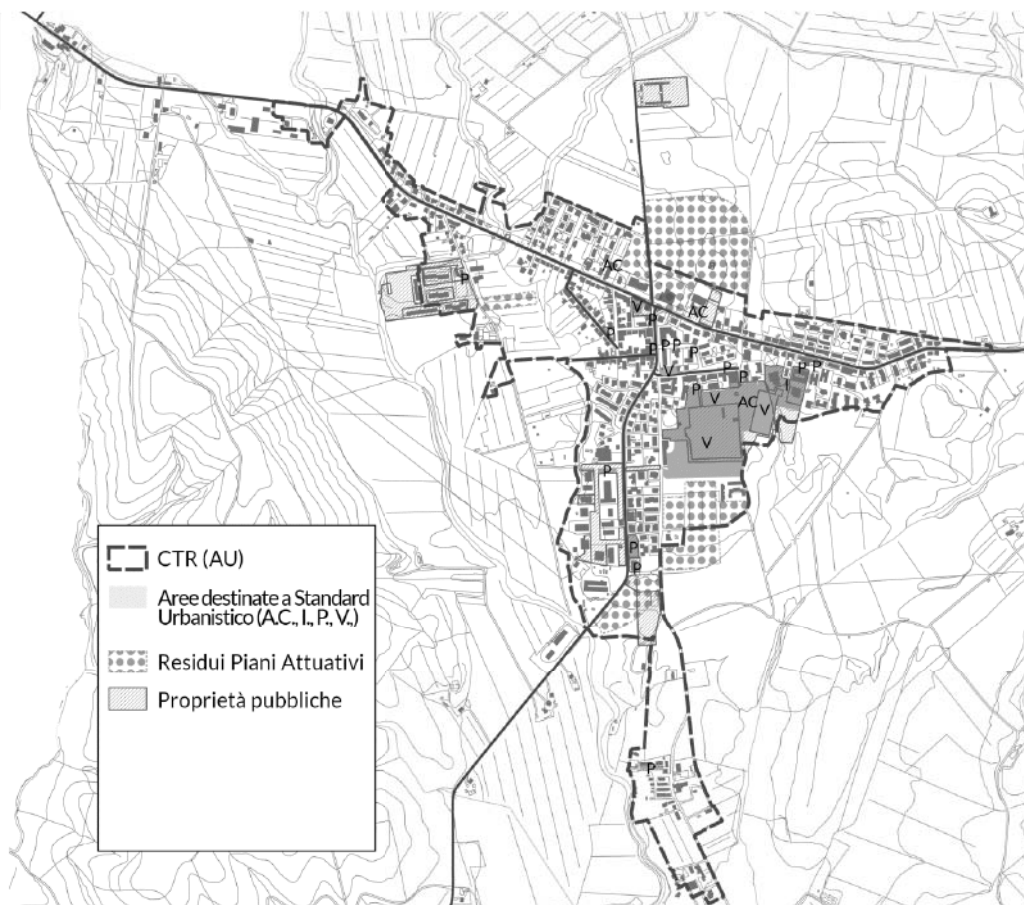 AC
P
V
AC
P
P
P P
P
P
V
P
P
P P
I
P
V
AC
V
V
P
P
P
P
CTR (AU)
Aree destinate a Standard
Urbanistico (A.C., I., P., V.,)
Residui Piani Attuativi
Proprietà pubbliche